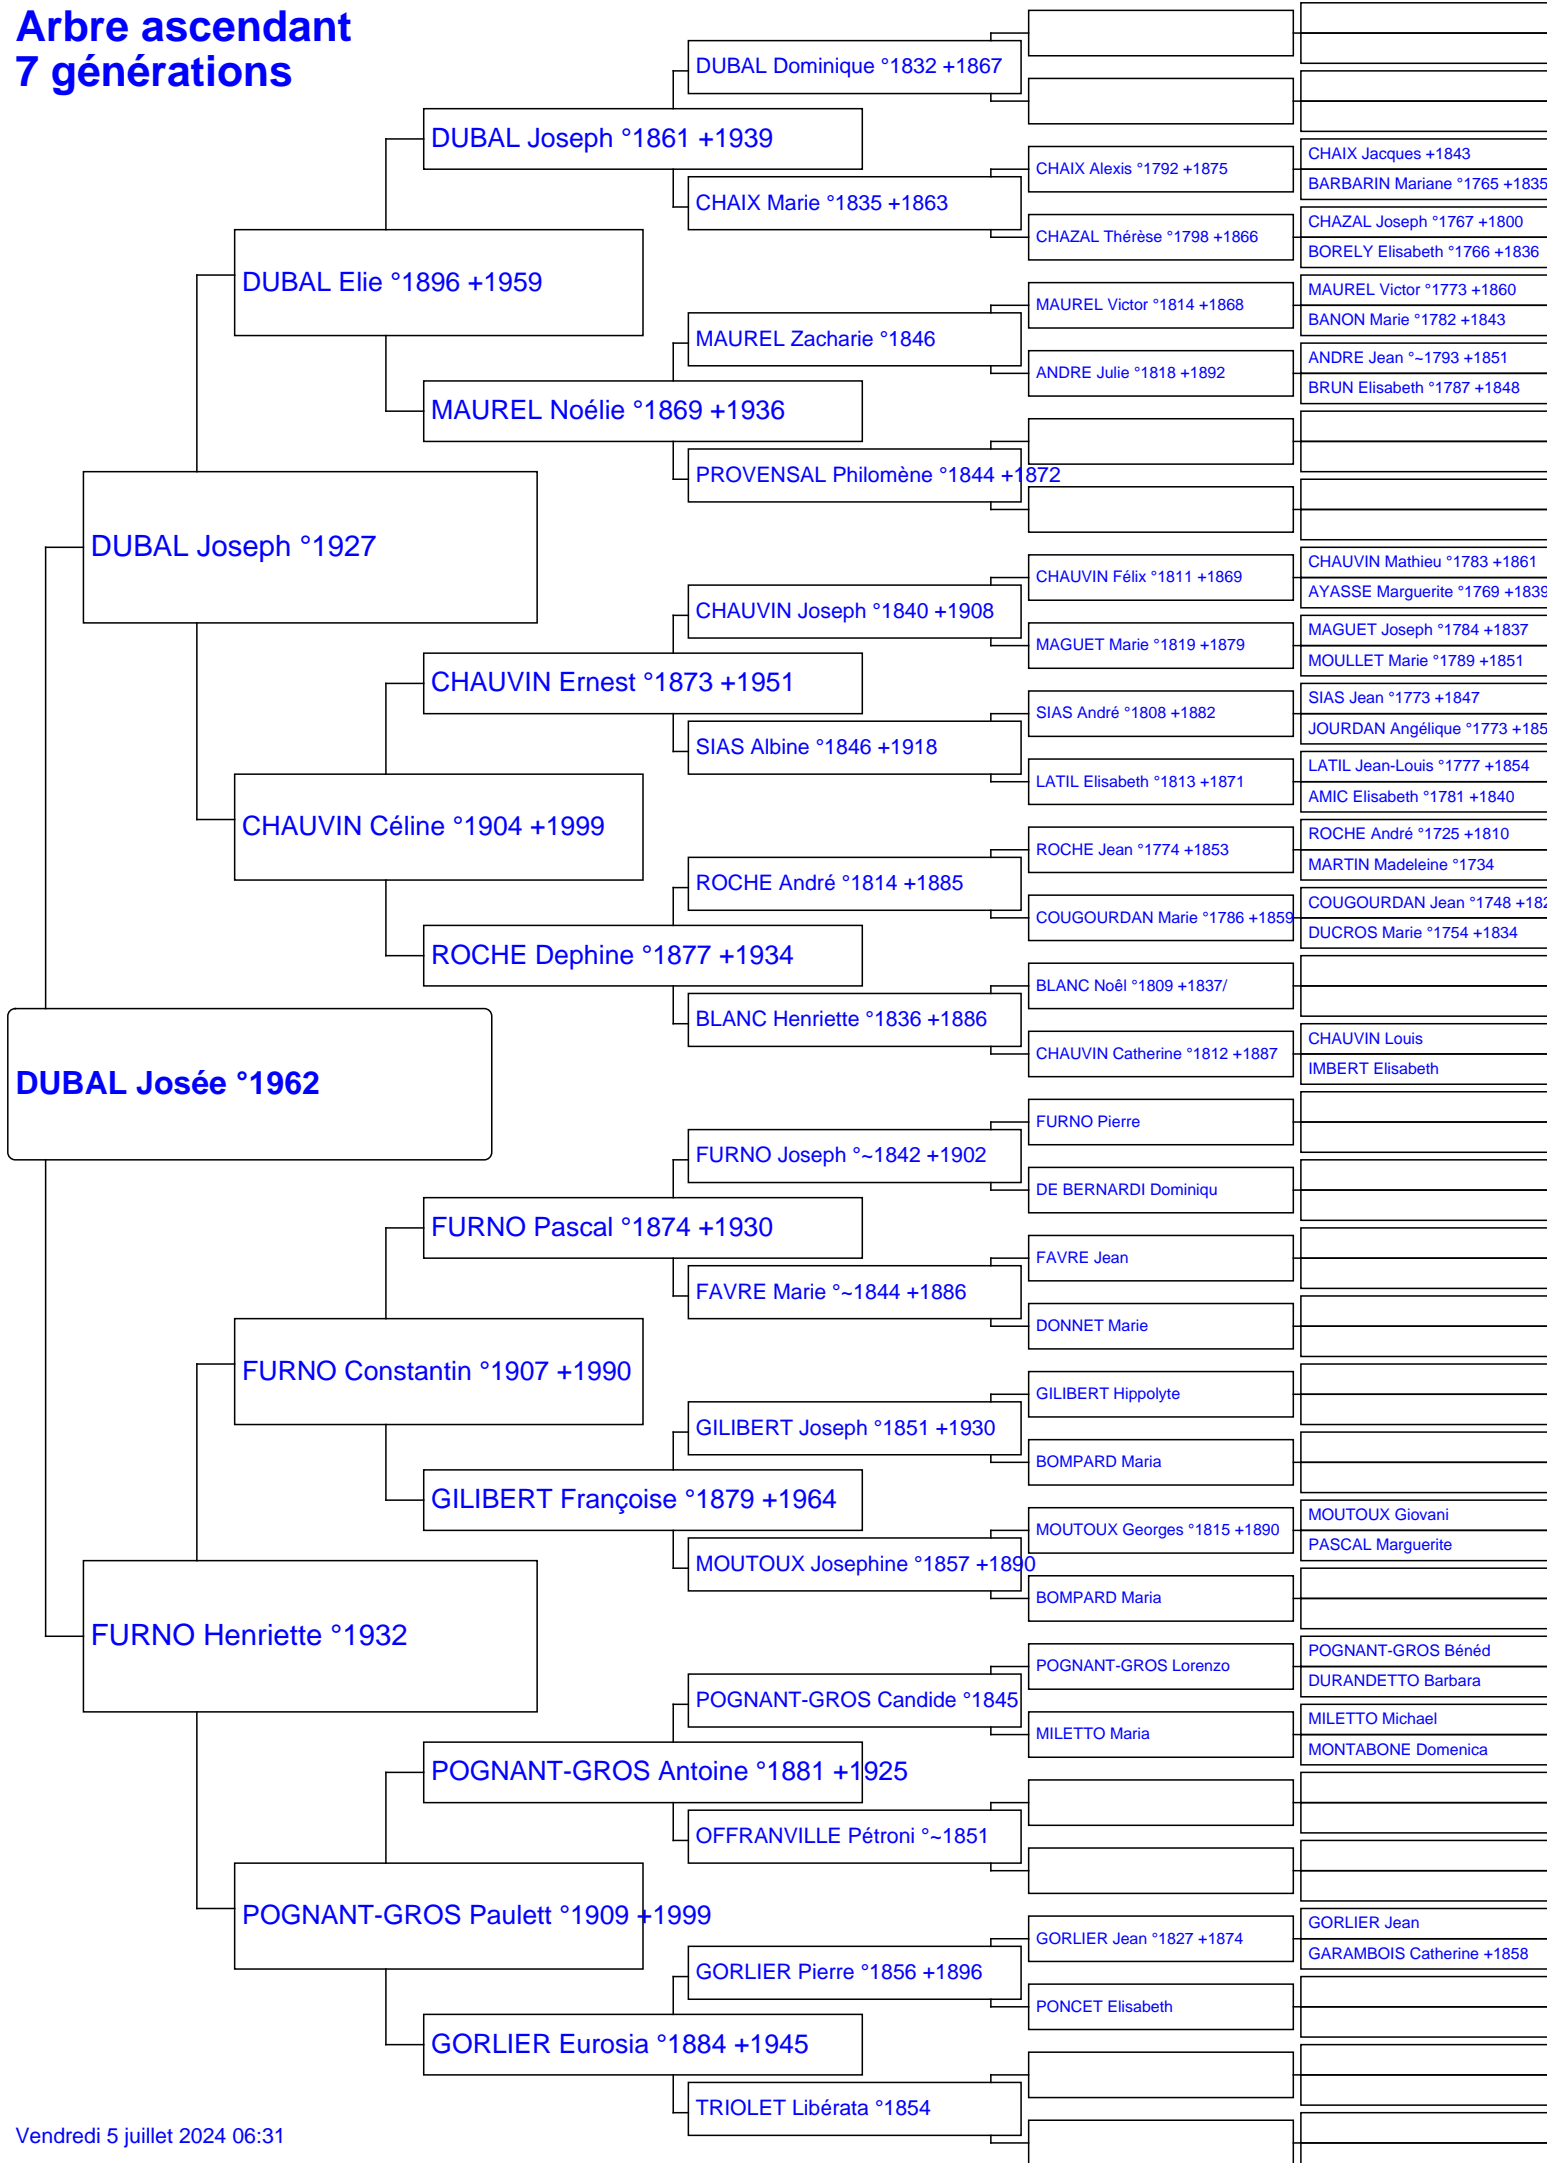 Arbre ascendant
7 générations
DUBAL Josée °1962
DUBAL Joseph °1927
FURNO Henriette °1932
DUBAL Elie °1896 +1959
CHAUVIN Céline °1904 +1999
FURNO Constantin °1907 +1990
POGNANT-GROS Paulett °1909 +1999
DUBAL Joseph °1861 +1939
MAUREL Noélie °1869 +1936
CHAUVIN Ernest °1873 +1951
ROCHE Dephine °1877 +1934
FURNO Pascal °1874 +1930
GILIBERT Françoise °1879 +1964
POGNANT-GROS Antoine °1881 +1925
GORLIER Eurosia °1884 +1945
DUBAL Dominique °1832 +1867
CHAIX Marie °1835 +1863
MAUREL Zacharie °1846
PROVENSAL Philomène °1844 +1872
CHAUVIN Joseph °1840 +1908
SIAS Albine °1846 +1918
ROCHE André °1814 +1885
BLANC Henriette °1836 +1886
FURNO Joseph °~1842 +1902
FAVRE Marie °~1844 +1886
GILIBERT Joseph °1851 +1930
MOUTOUX Josephine °1857 +1890
POGNANT-GROS Candide °1845
OFFRANVILLE Pétroni °~1851
GORLIER Pierre °1856 +1896
TRIOLET Libérata °1854
CHAIX Alexis °1792 +1875
CHAZAL Thérèse °1798 +1866
MAUREL Victor °1814 +1868
ANDRE Julie °1818 +1892
CHAUVIN Félix °1811 +1869
MAGUET Marie °1819 +1879
SIAS André °1808 +1882
LATIL Elisabeth °1813 +1871
ROCHE Jean °1774 +1853
COUGOURDAN Marie °1786 +1859
BLANC Noêl °1809 +1837/
CHAUVIN Catherine °1812 +1887
FURNO Pierre
DE BERNARDI Dominiqu
FAVRE Jean
DONNET Marie
GILIBERT Hippolyte
BOMPARD Maria
MOUTOUX Georges °1815 +1890
BOMPARD Maria
POGNANT-GROS Lorenzo
MILETTO Maria
GORLIER Jean °1827 +1874
PONCET Elisabeth
CHAIX Jacques +1843
BARBARIN Mariane °1765 +1835
CHAZAL Joseph °1767 +1800
BORELY Elisabeth °1766 +1836
MAUREL Victor °1773 +1860
BANON Marie °1782 +1843
ANDRE Jean °~1793 +1851
BRUN Elisabeth °1787 +1848
CHAUVIN Mathieu °1783 +1861
AYASSE Marguerite °1769 +1839
MAGUET Joseph °1784 +1837
MOULLET Marie °1789 +1851
SIAS Jean °1773 +1847
JOURDAN Angélique °1773 +185
LATIL Jean-Louis °1777 +1854
AMIC Elisabeth °1781 +1840
ROCHE André °1725 +1810
MARTIN Madeleine °1734
COUGOURDAN Jean °1748 +182
DUCROS Marie °1754 +1834
CHAUVIN Louis
IMBERT Elisabeth
MOUTOUX Giovani
PASCAL Marguerite
POGNANT-GROS Bénéd
DURANDETTO Barbara
MILETTO Michael
MONTABONE Domenica
GORLIER Jean
GARAMBOIS Catherine +1858
Vendredi 5 juillet 2024 06:31